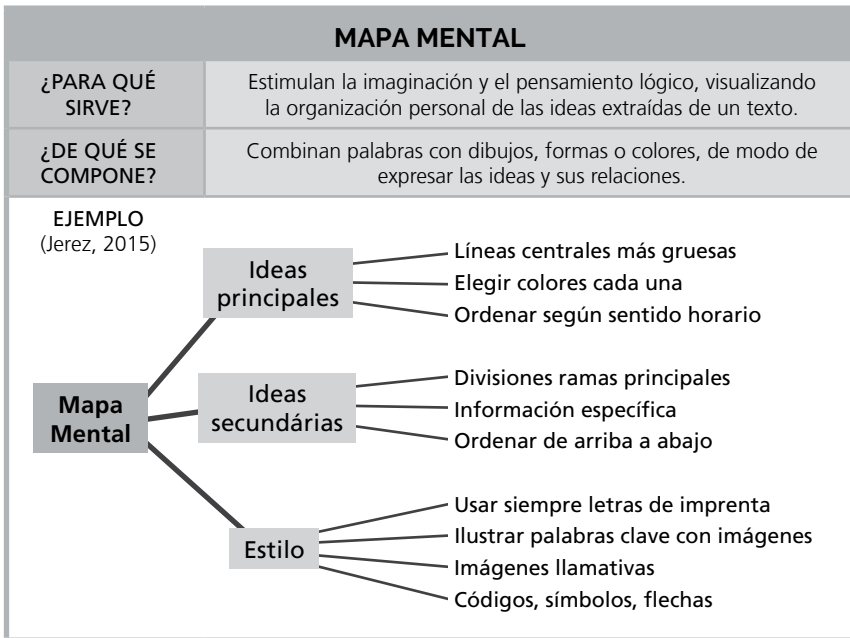 MAPA MENTAL
¿PARA QUÉ
SIRVE?
Estimulan la imaginación y el pensamiento lógico, visualizando
la organización personal de las ideas extraídas de un texto.
¿DE QUÉ SE
COMPONE?
Combinan palabras con dibujos, formas o colores, de modo de
expresar las ideas y sus relaciones.
EJEMPLO
(Jerez, 2015)
Mapa
Mental
Ideas
principales
Líneas centrales más gruesas
Elegir colores cada una
Ordenar según sentido horario
Ideas
secundárias
Divisiones ramas principales
Información específica
Ordenar de arriba a abajo
Estilo
Usar siempre letras de imprenta
Ilustrar palabras clave con imágenes
Imágenes llamativas
Códigos, símbolos, flechas